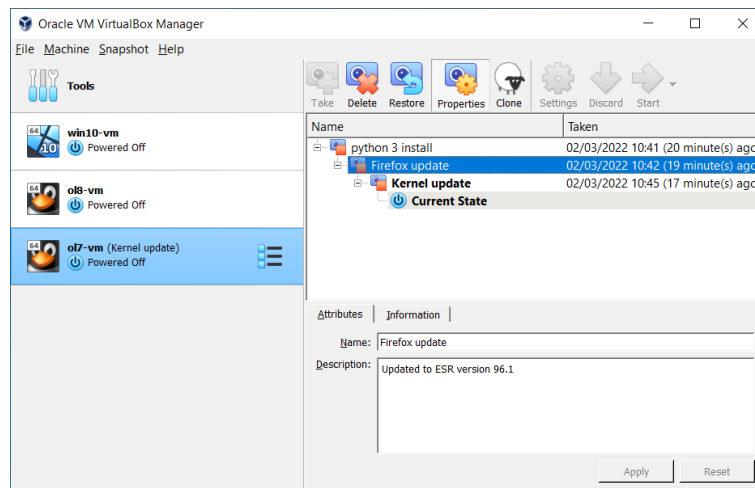 Oracle VM VirtualBox Manager
File Machine Snapshot Help
Tools
64
10
win10-vm
Powered Off
64
ol8-vm
Powered Off
64
ol7-vm (Kernel update)
Powered Off
Take Delete Restore Properties Clone Settings Discard Start
Name Taken
python 3 install 02/03/2022 10:41 (20 minute(s) ago
Firefox update 02/03/2022 10:42 (19 minute(s) ago
Kernel update 02/03/2022 10:45 (17 minute(s) ago
Current State
Attributes Information
Name: Firefox update
Description: Updated to ESR version 96.1
Apply Reset